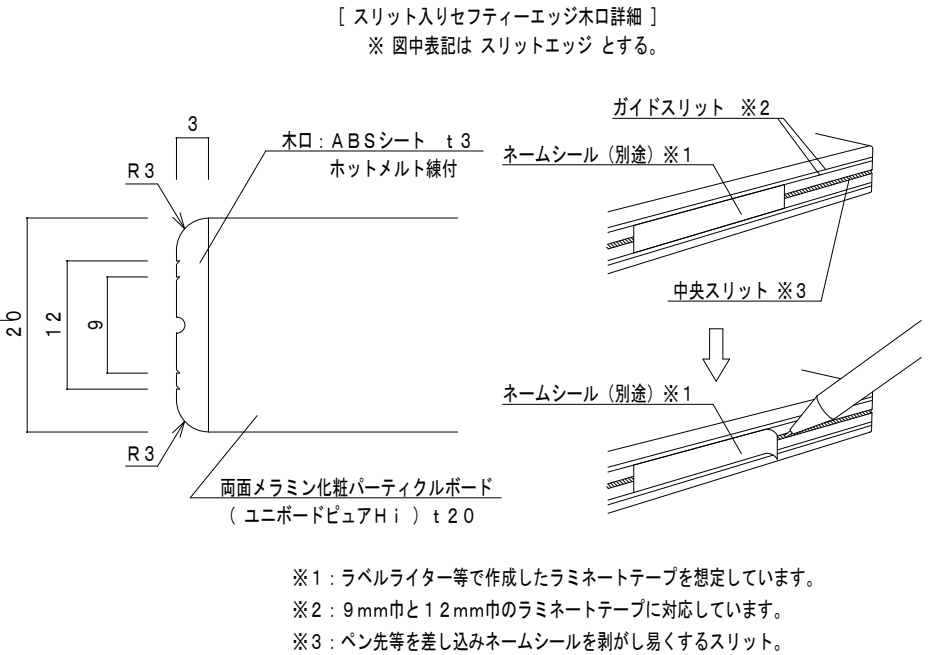 ［ スリット入りセフティーエッジ木口詳細 ］
※ 図中表記は スリットエッジ とする。
ガイドスリット ※２
３
木口：ＡＢＳシート ｔ３
ホットメルト練付
ネームシール（別途）※１
Ｒ３
中央スリット ※３
２０
１２
９
ネームシール（別途）※１
Ｒ３
両面メラミン化粧パーティクルボード
（ ユニボードピュアＨｉ ）ｔ２０
※１：ラベルライター等で作成したラミネートテープを想定しています。
※２：９ｍｍ巾と１２ｍｍ巾のラミネートテープに対応しています。
※３：ペン先等を差し込みネームシールを剥がし易くするスリット。